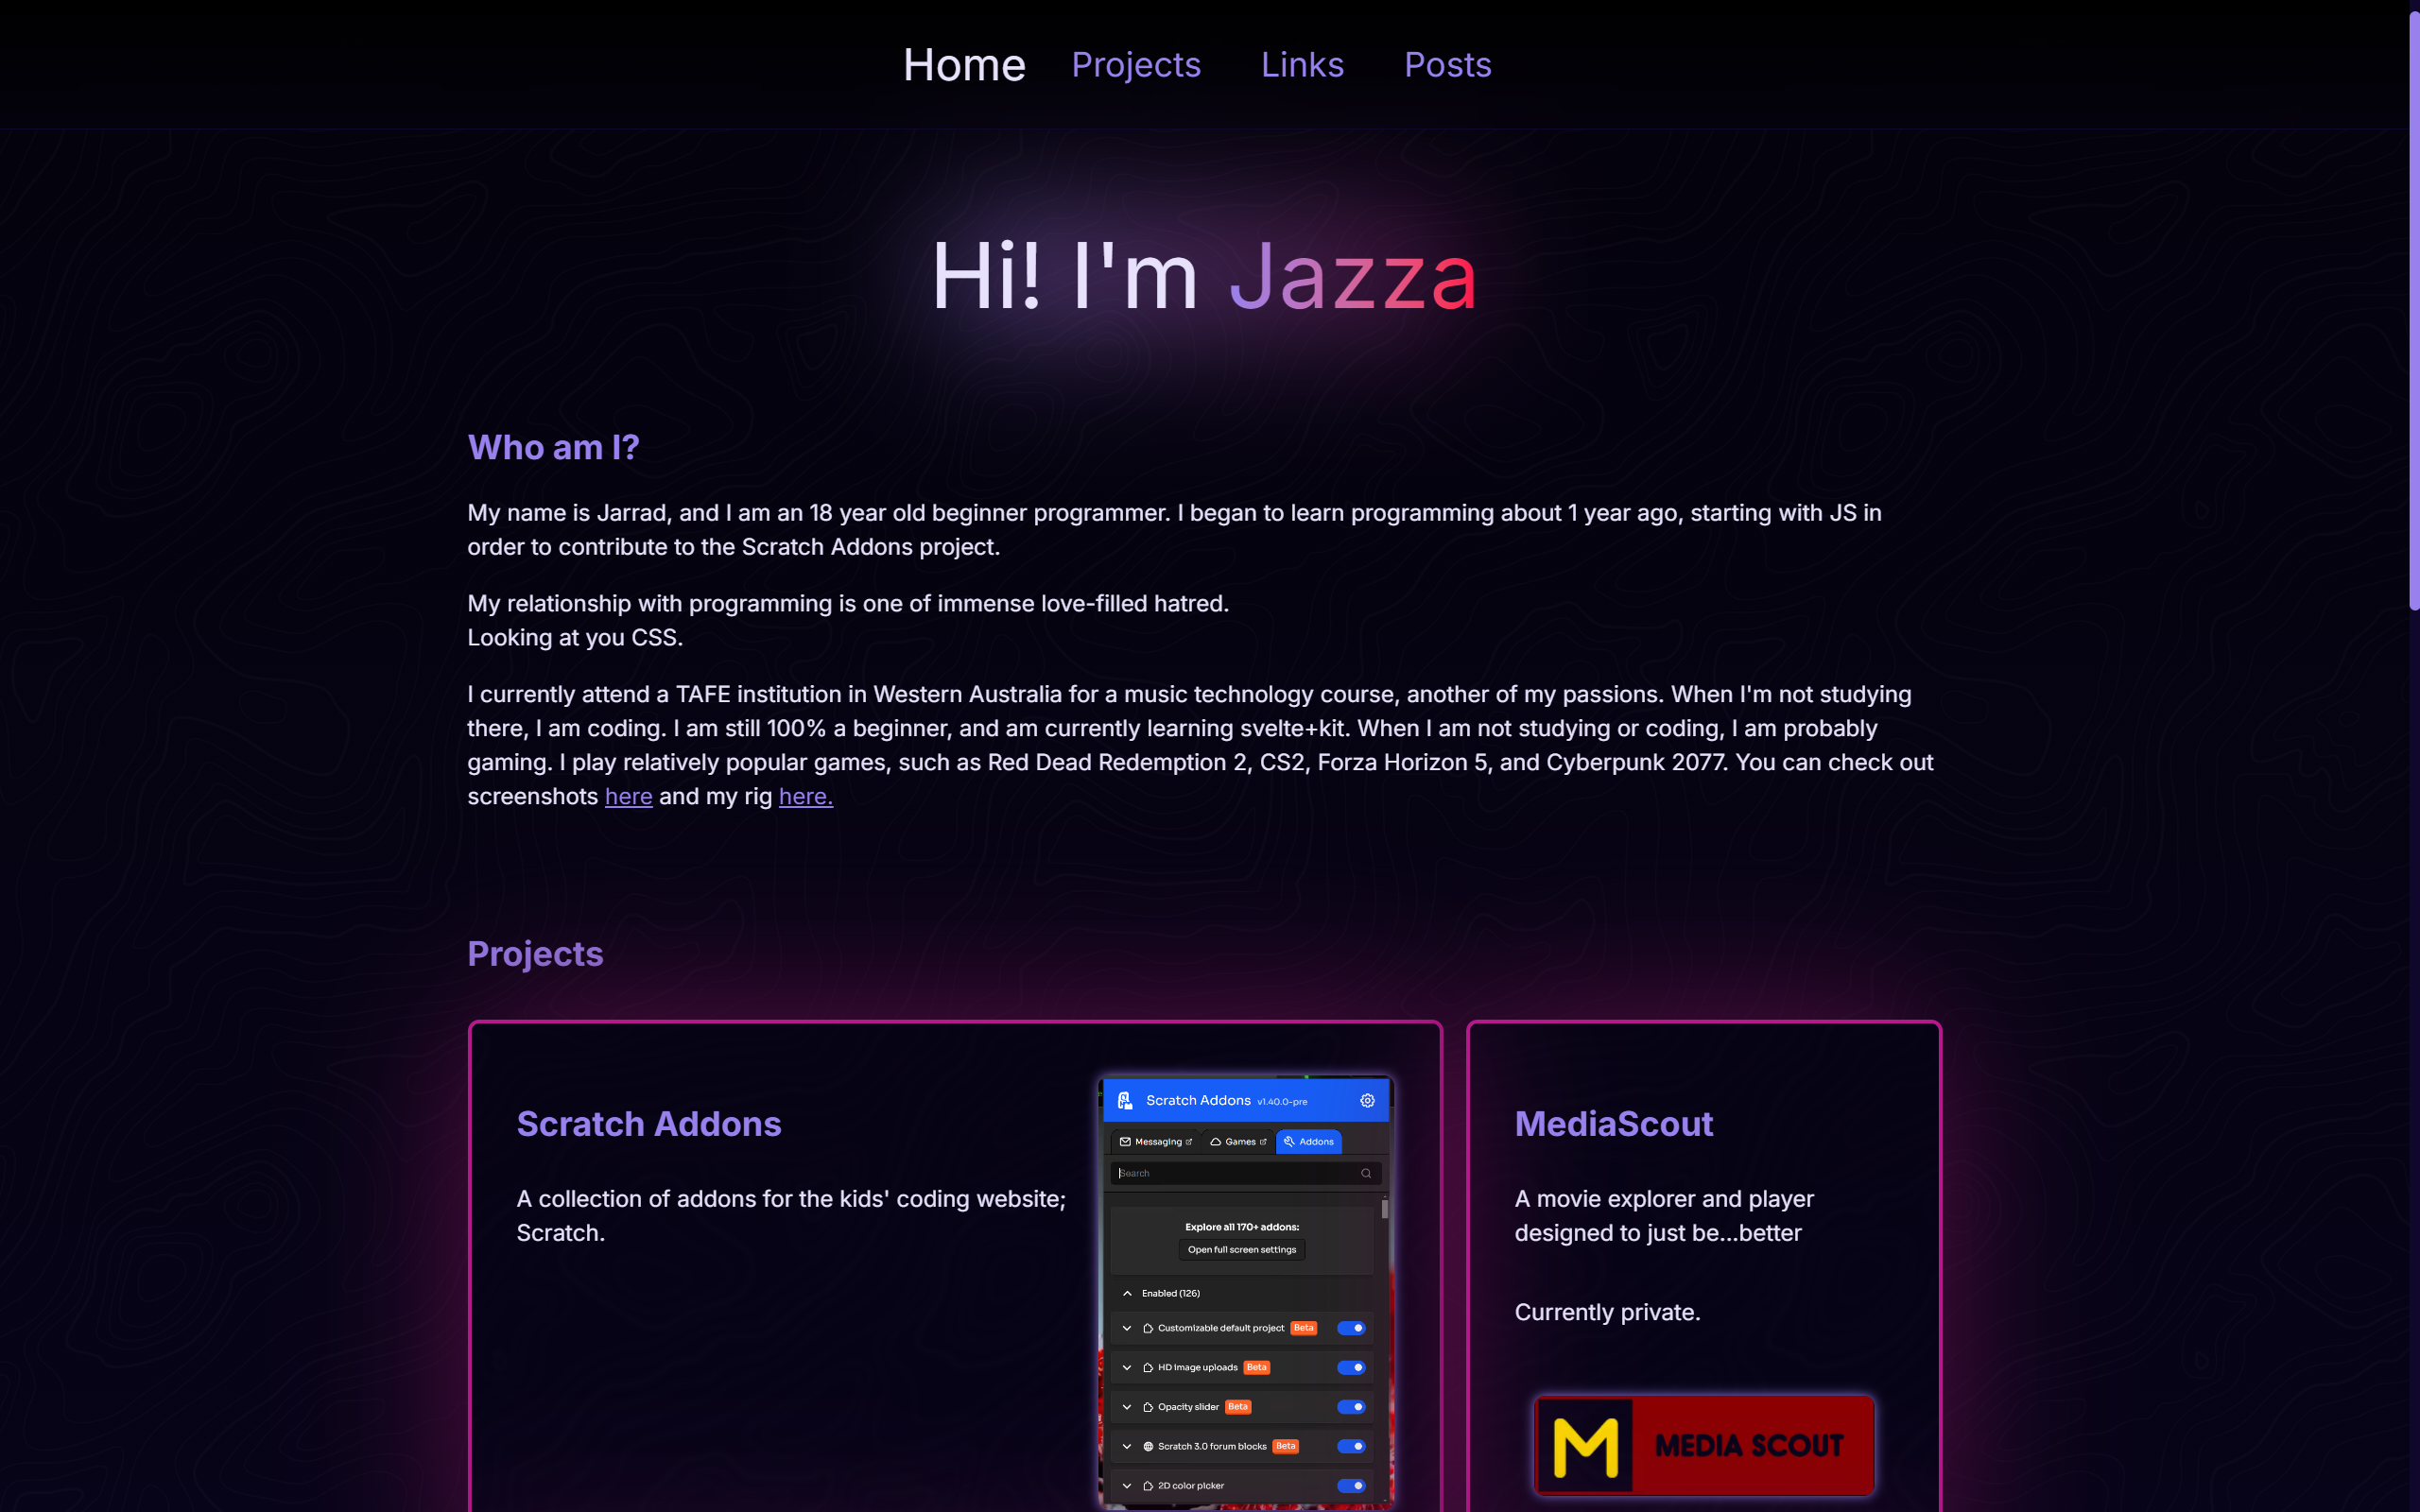 Home Projects Links Posts
Hi! I'm Jazza
Who am I?
My name is Jarrad, and I am an 18 year old beginner programmer. I began to learn programming about 1 year ago, starting with JS in
order to contribute to the Scratch Addons project.
My relationship with programming is one of immense love-filled hatred.
Looking at you CSS.
I currently attend a TAFE institution in Western Australia for a music technology course, another of my passions. When I'm not studying
there, I am coding. I am still 100% a beginner, and am currently learning svelte+kit. When I am not studying or coding, I am probably
gaming. I play relatively popular games, such as Red Dead Redemption 2, CS2, Forza Horizon 5, and Cyberpunk 2077. You can check out
screenshots here and my rig here.
Projects
Scratch Addons
A collection of addons for the kids' coding website;
Scratch.
Scratch Addons v1.40.0-pre
Messaging Games Addons
Search
Explore all 170+ addons:
Open full screen settings
Enabled (126)
Customizable default project Beta
HD image uploads Beta
Opacity slider Beta
Scratch 3.0 forum blocks Beta
2D color picker
MediaScout
A movie explorer and player
designed to just be...better
Currently private.
M MEDIA SCOUT